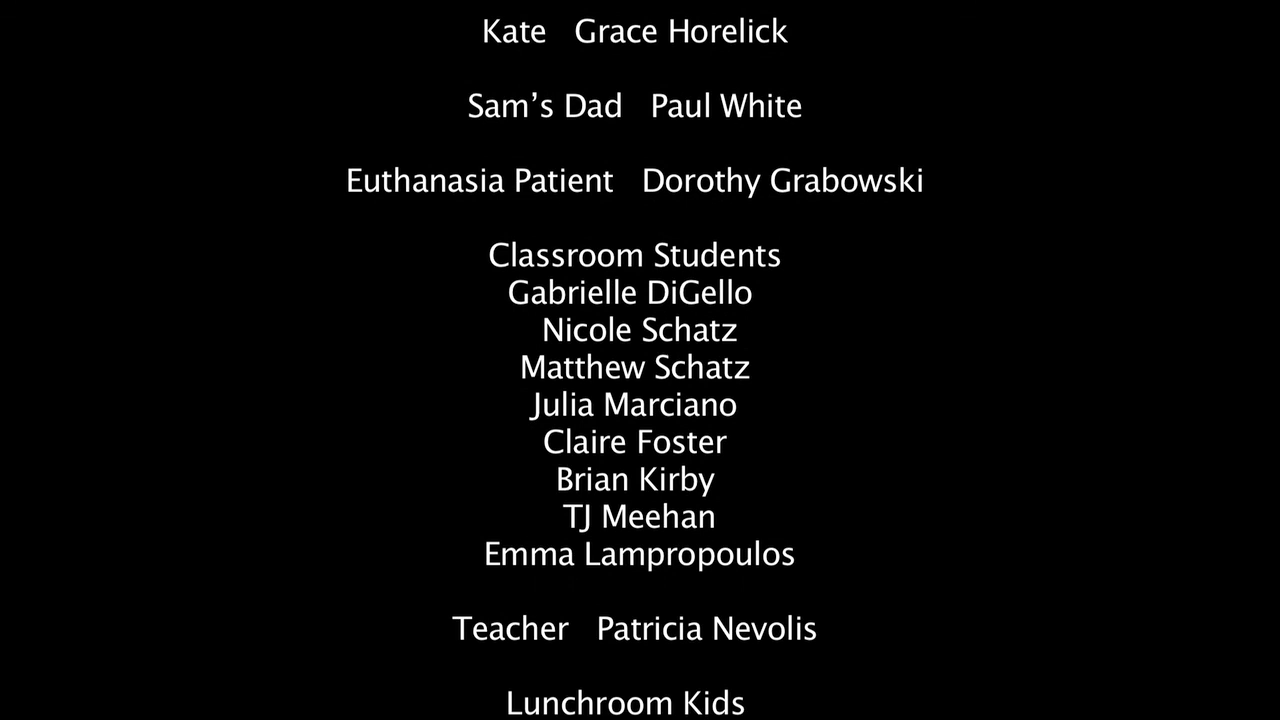 Kate Grace Horelick
Sam’s Dad Paul White
Euthanasia Patient Dorothy Grabowski
Classroom Students
Gabrielle DiGello
Nicole Schatz
Matthew Schatz
Julia Marciano
Claire Foster
Brian Kirby
TJ Meehan
Emma Lampropoulos
Teacher Patricia Nevolis
Lunchroom Kids